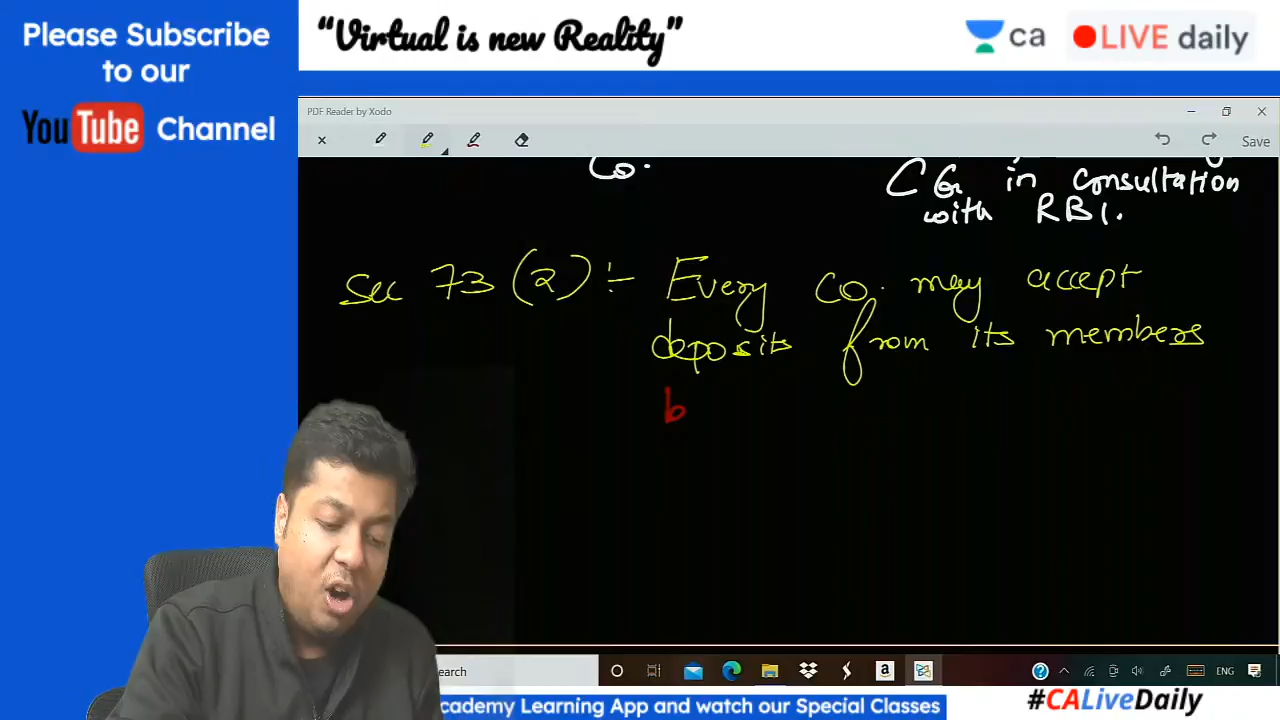 Please Subscribe
to our
YouTube Channel
"Virtual is new Reality"
ca
LIVE daily
PDF Reader by Xodo
Save
Co.
CG in consultation
with RBI.
Sec 73 (2) :- Every Co. may accept
deposits from its members
b
earch
ENG
cademy Learning App and watch our Special Classes
#CALiveDaily